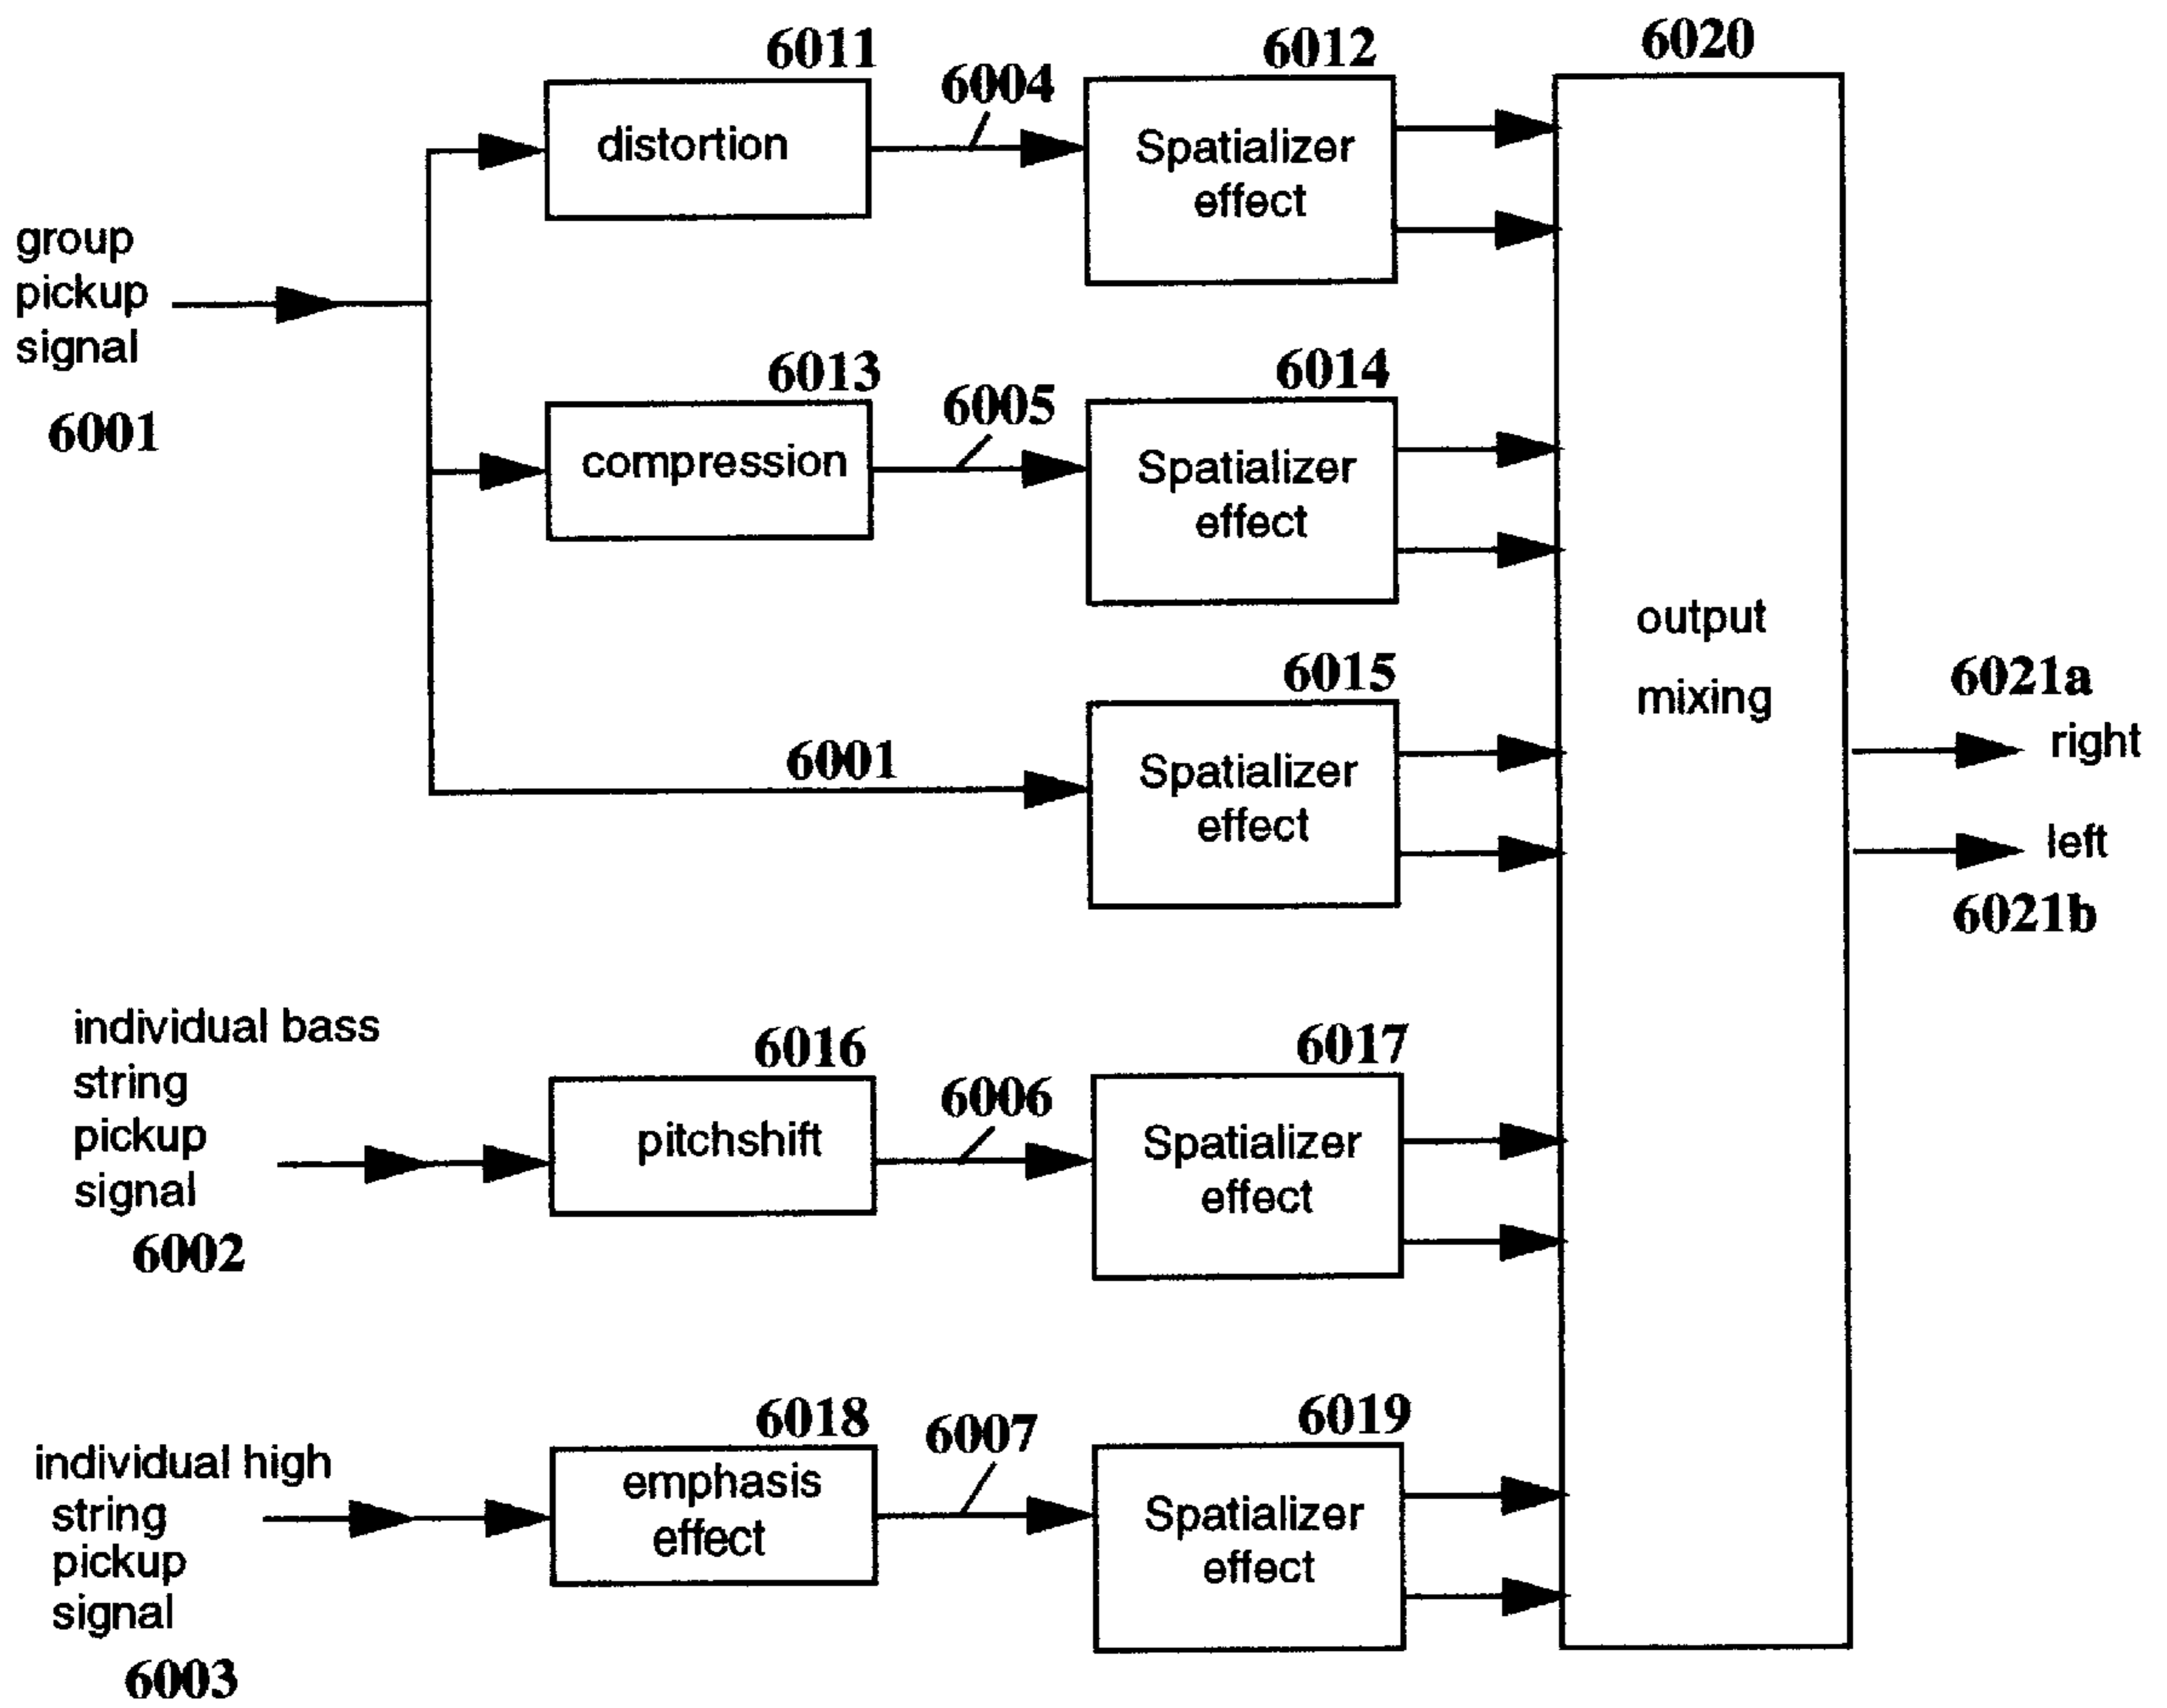 6011
6004
6012
6020
distortion
Spatializer
effect
group
pickup
signal
6001
6013
6005
6014
compression
Spatializer
effect
output
mixing
6015
6001
Spatializer
effect
6021a
right
left
6021b
individual bass
string
pickup
signal
6002
6016
6006
6017
pitchshift
Spatializer
effect
6018
6007
6019
individual high
string
pickup
signal
6003
emphasis
effect
Spatializer
effect